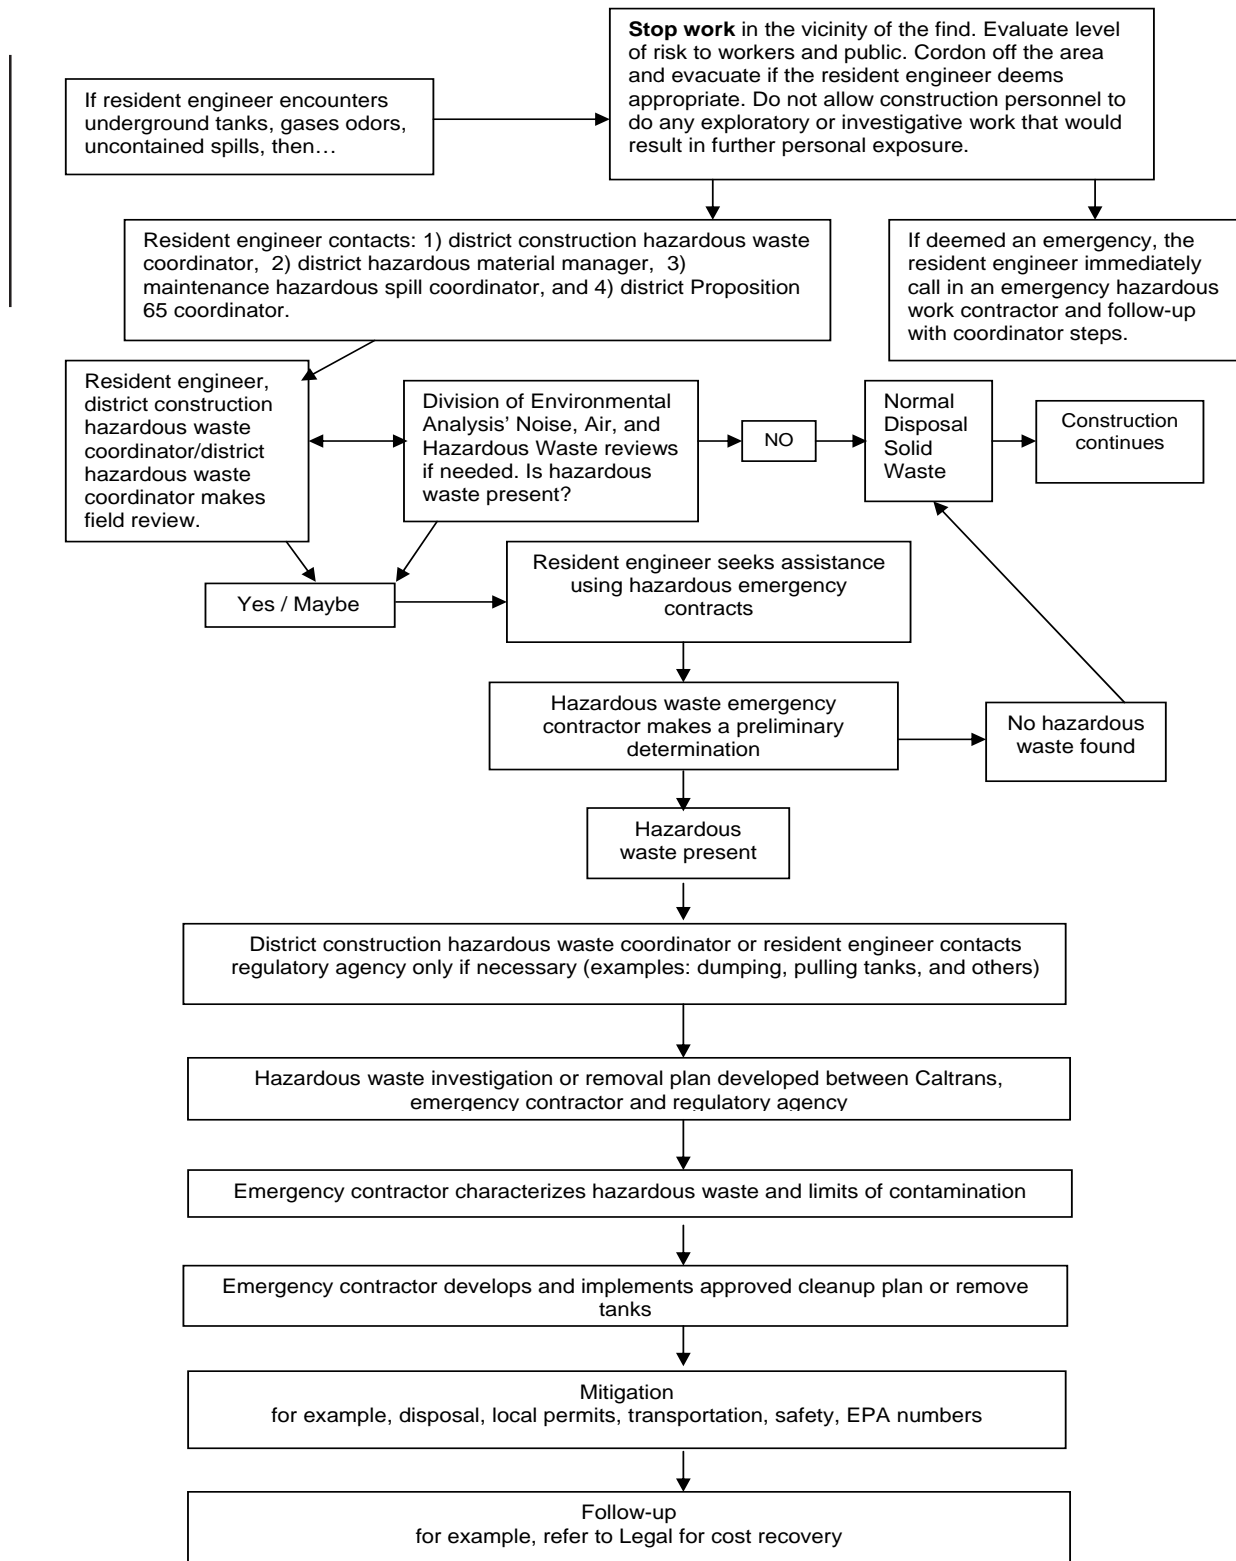 Stop work in the vicinity of the find. Evaluate level
of risk to workers and public. Cordon off the area
and evacuate if the resident engineer deems
appropriate. Do not allow construction personnel to
do any exploratory or investigative work that would
result in further personal exposure.
If resident engineer encounters
underground tanks, gases odors,
uncontained spills, then…
Resident engineer contacts: 1) district construction hazardous waste
coordinator, 2) district hazardous material manager, 3)
maintenance hazardous spill coordinator, and 4) district Proposition
65 coordinator.
If deemed an emergency, the
resident engineer immediately
call in an emergency hazardous
work contractor and follow-up
with coordinator steps.
Resident engineer,
district construction
hazardous waste
coordinator/district
hazardous waste
coordinator makes
field review.
Division of Environmental
Analysis’ Noise, Air, and
Hazardous Waste reviews
if needed. Is hazardous
waste present?
NO
Normal
Disposal
Solid
Waste
Construction
continues
Yes / Maybe
Resident engineer seeks assistance
using hazardous emergency
contracts
Hazardous waste emergency
contractor makes a preliminary
determination
No hazardous
waste found
Hazardous
waste present
District construction hazardous waste coordinator or resident engineer contacts
regulatory agency only if necessary (examples: dumping, pulling tanks, and others)
Hazardous waste investigation or removal plan developed between Caltrans,
emergency contractor and regulatory agency
Emergency contractor characterizes hazardous waste and limits of contamination
Emergency contractor develops and implements approved cleanup plan or remove
tanks
Mitigation
for example, disposal, local permits, transportation, safety, EPA numbers
Follow-up
for example, refer to Legal for cost recovery